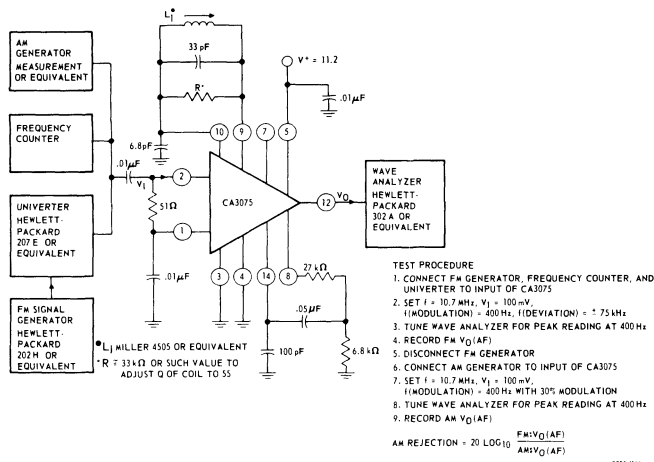 AM
GENERATOR
MEASUREMENT
OR EQUIVALENT
FREQUENCY
COUNTER
UNIVERTER
HEWLETT-
PACKARD
207 E OR
EQUIVALENT
FM SIGNAL
GENERATOR
HEWLETT-
PACKARD
202 H OR
EQUIVALENT
L1●
33 pF
R*
V+ = 11.2
.01µF
10
9
7
5
6.8pF
.01µF
V1
2
51Ω
1
CA3075
12
VO
WAVE
ANALYZER
HEWLETT-
PACKARD
302 A OR
EQUIVALENT
3
4
14
8
27 kΩ
.01µF
.05µF
100 pF
6.8 kΩ
●L1 MILLER 4505 OR EQUIVALENT
*R ≅ 33 kΩ OR SUCH VALUE TO
ADJUST Q OF COIL TO 55
TEST PROCEDURE
1. CONNECT FM GENERATOR, FREQUENCY COUNTER, AND
UNIVERTER TO INPUT OF CA3075
2. SET f = 10.7 MHz, V1 = 100 mV,
f(MODULATION) = 400 Hz, f(DEVIATION) = ± 75 kHz
3. TUNE WAVE ANALYZER FOR PEAK READING AT 400 Hz
4. RECORD FM VO(AF)
5. DISCONNECT FM GENERATOR
6. CONNECT AM GENERATOR TO INPUT OF CA3075
7. SET f = 10.7 MHz, V1 = 100 mV,
f(MODULATION) = 400 Hz WITH 30% MODULATION
8. TUNE WAVE ANALYZER FOR PEAK READING AT 400 Hz
9. RECORD AM VO(AF)
AM REJECTION = 20 LOG10 FM:VO(AF)
AM:VO(AF)